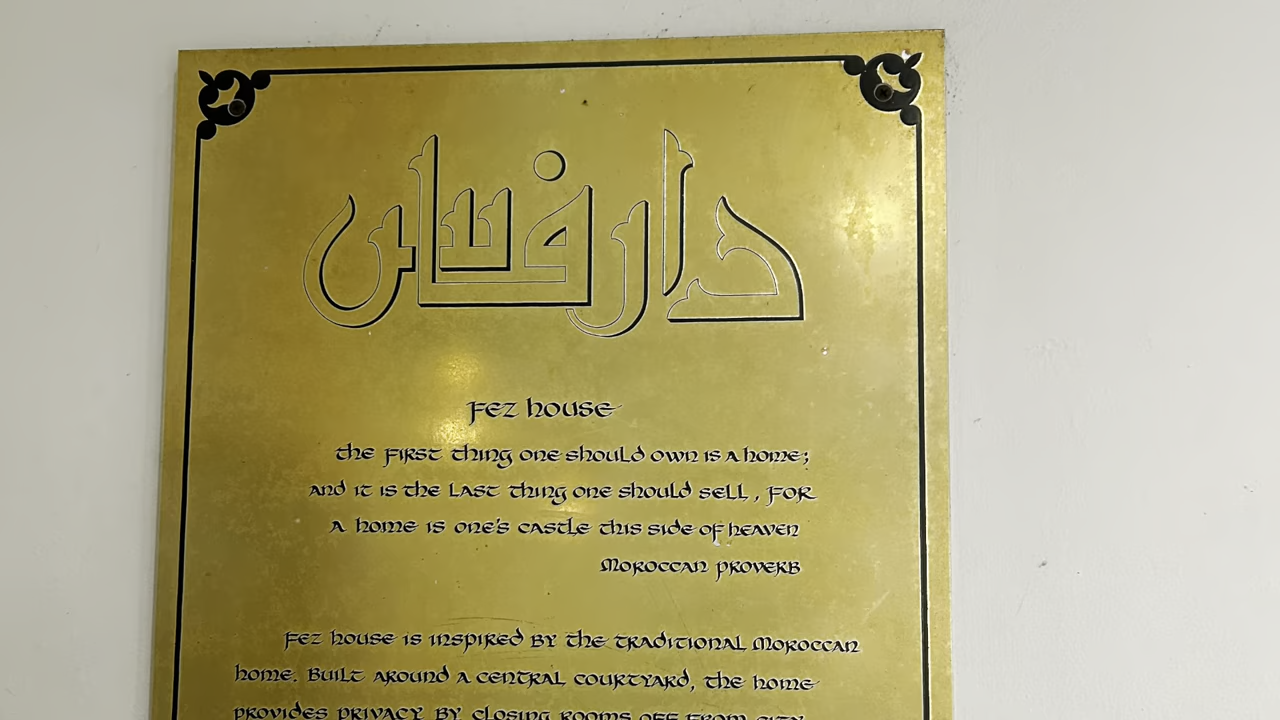 دار فاس
Fez House
The first thing one should own is a home;
and it is the last thing one should sell, for
a home is one's castle this side of heaven
Moroccan Proverb
Fez House is inspired by the traditional Moroccan
home. Built around a central courtyard, the home
provides privacy by closing rooms off from city